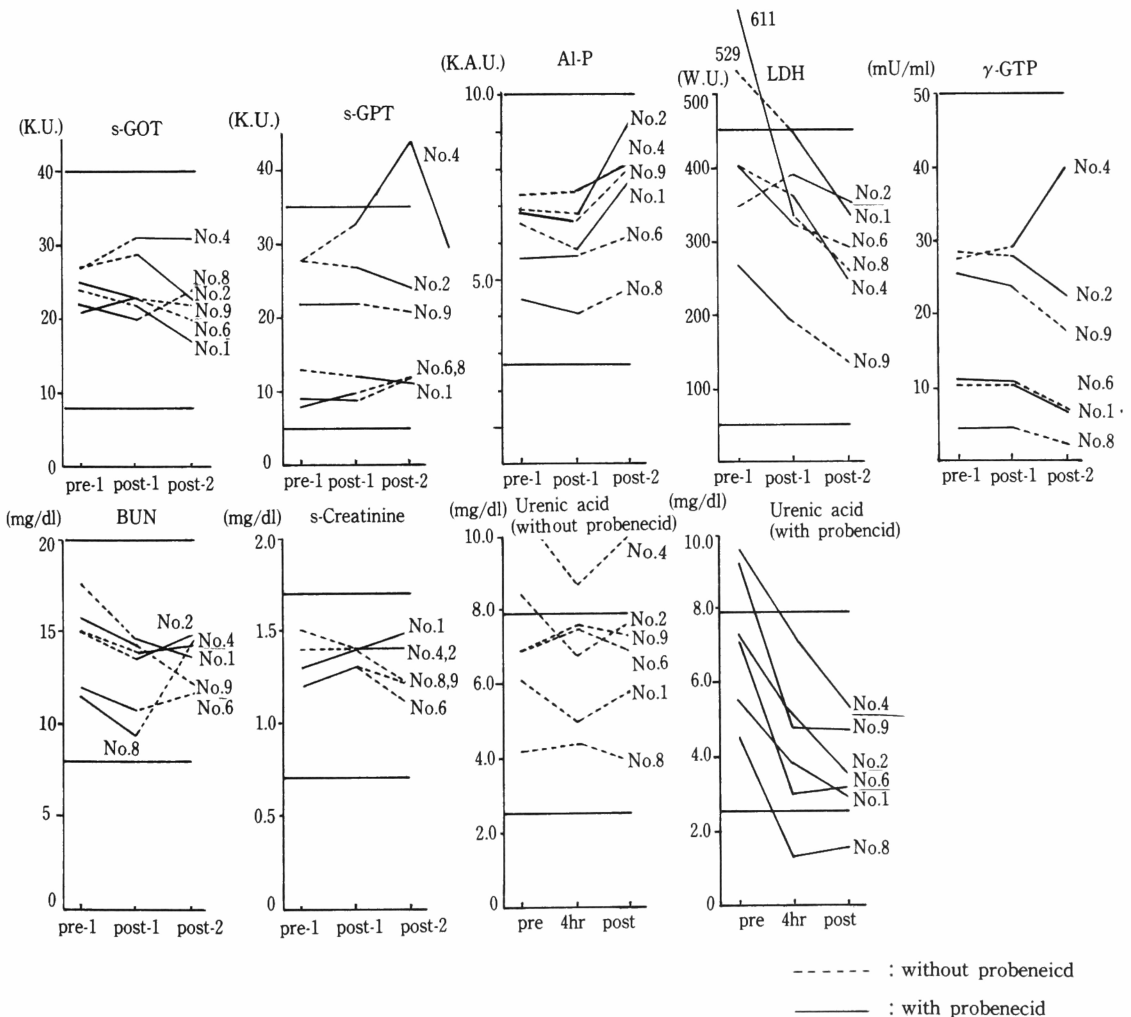 s-GOT
(K.U.)
40
30
20
10
0
No.4
No.8
No.2
No.9
No.6
No.1
pre-1 post-1 post-2
s-GPT
(K.U.)
40
30
20
10
0
No.4
No.2
No.9
No.6,8
No.1
pre-1 post-1 post-2
Al-P
(K.A.U.)
10.0
5.0
No.2
No.4
No.9
No.1
No.6
No.8
pre-1 post-1 post-2
LDH
(W.U.)
611
529
500
400
300
200
100
No.2
No.1
No.6
No.8
No.4
No.9
pre-1 post-1 post-2
γ-GTP
(mU/ml)
50
40
30
20
10
No.4
No.2
No.9
No.6
No.1
No.8
pre-1 post-1 post-2
BUN
(mg/dl)
20
15
10
5
0
No.2
No.4
No.1
No.9
No.6
No.8
pre-1 post-1 post-2
s-Creatinine
(mg/dl)
2.0
1.5
1.0
0.5
0
No.1
No.4,2
No.8,9
No.6
pre-1 post-1 post-2
Urenic acid
(without probenecid)
(mg/dl)
10.0
8.0
6.0
4.0
2.0
0
No.4
No.2
No.9
No.6
No.1
No.8
pre 4hr post
Urenic acid
(with probencid)
(mg/dl)
10.0
8.0
6.0
4.0
2.0
0
No.4
No.9
No.2
No.6
No.1
No.8
pre 4hr post
: without probeneicd
: with probenecid